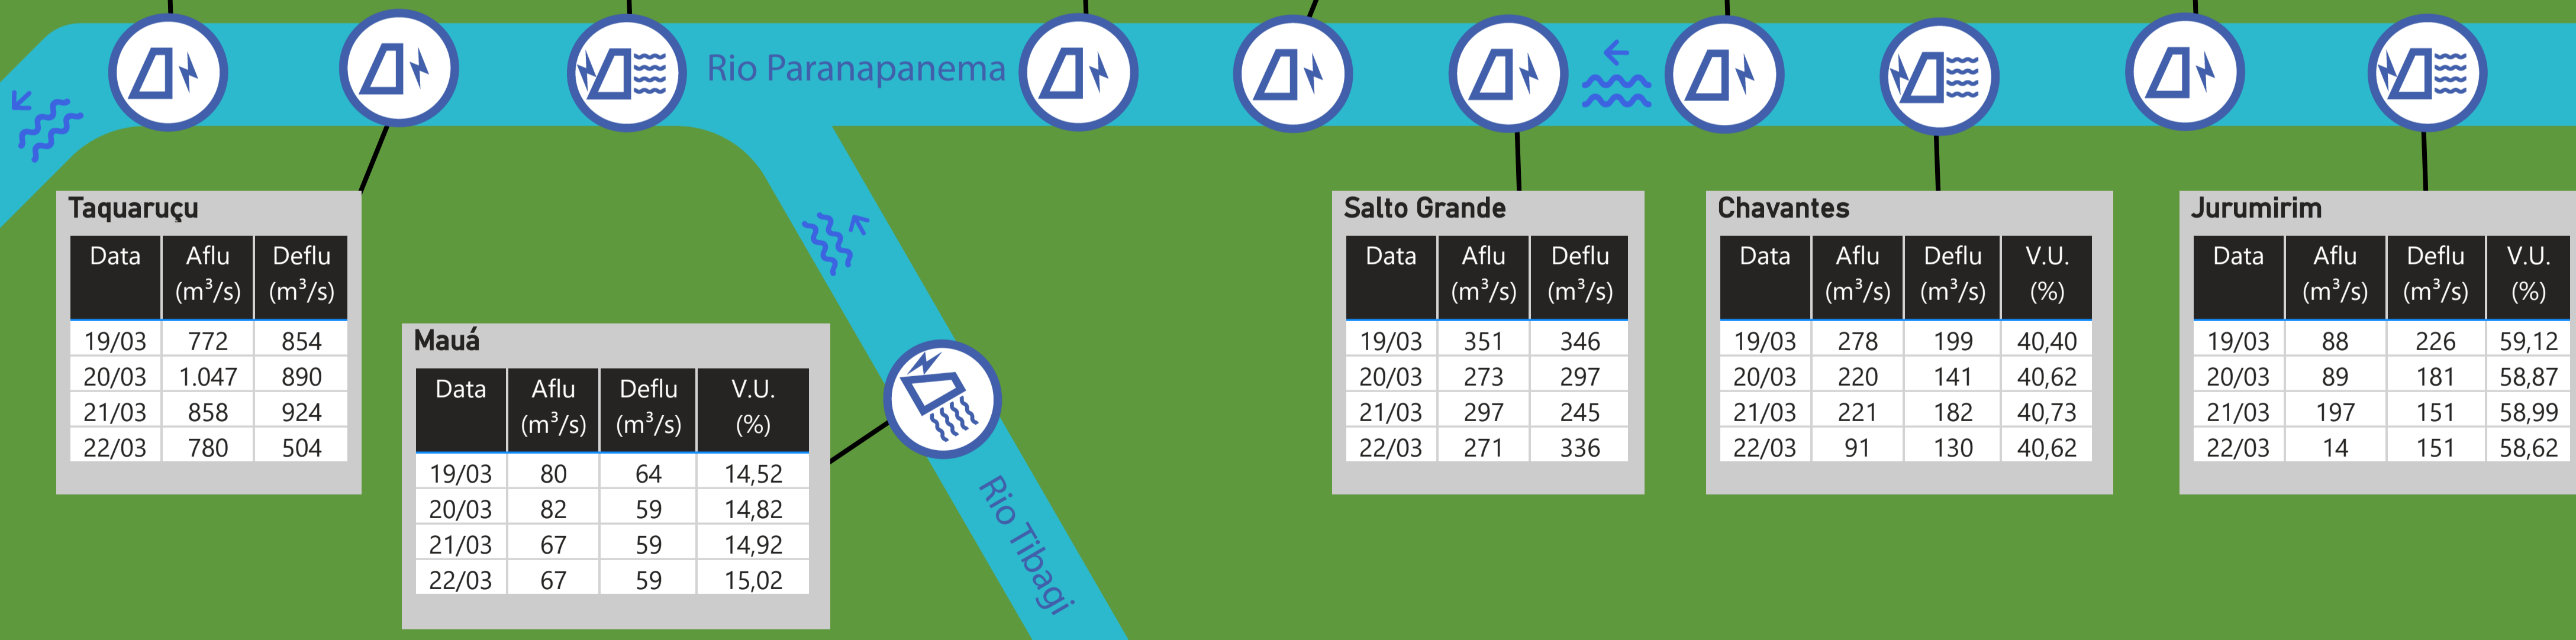 Rio Paranapanema
Taquaruçu
Data Aflu (m³/s) Deflu (m³/s)
19/03 772 854
20/03 1.047 890
21/03 858 924
22/03 780 504
Mauá
Data Aflu (m³/s) Deflu (m³/s) V.U. (%)
19/03 80 64 14,52
20/03 82 59 14,82
21/03 67 59 14,92
22/03 67 59 15,02
Rio Tibagi
Salto Grande
Data Aflu (m³/s) Deflu (m³/s)
19/03 351 346
20/03 273 297
21/03 297 245
22/03 271 336
Chavantes
Data Aflu (m³/s) Deflu (m³/s) V.U. (%)
19/03 278 199 40,40
20/03 220 141 40,62
21/03 221 182 40,73
22/03 91 130 40,62
Jurumirim
Data Aflu (m³/s) Deflu (m³/s) V.U. (%)
19/03 88 226 59,12
20/03 89 181 58,87
21/03 197 151 58,99
22/03 14 151 58,62